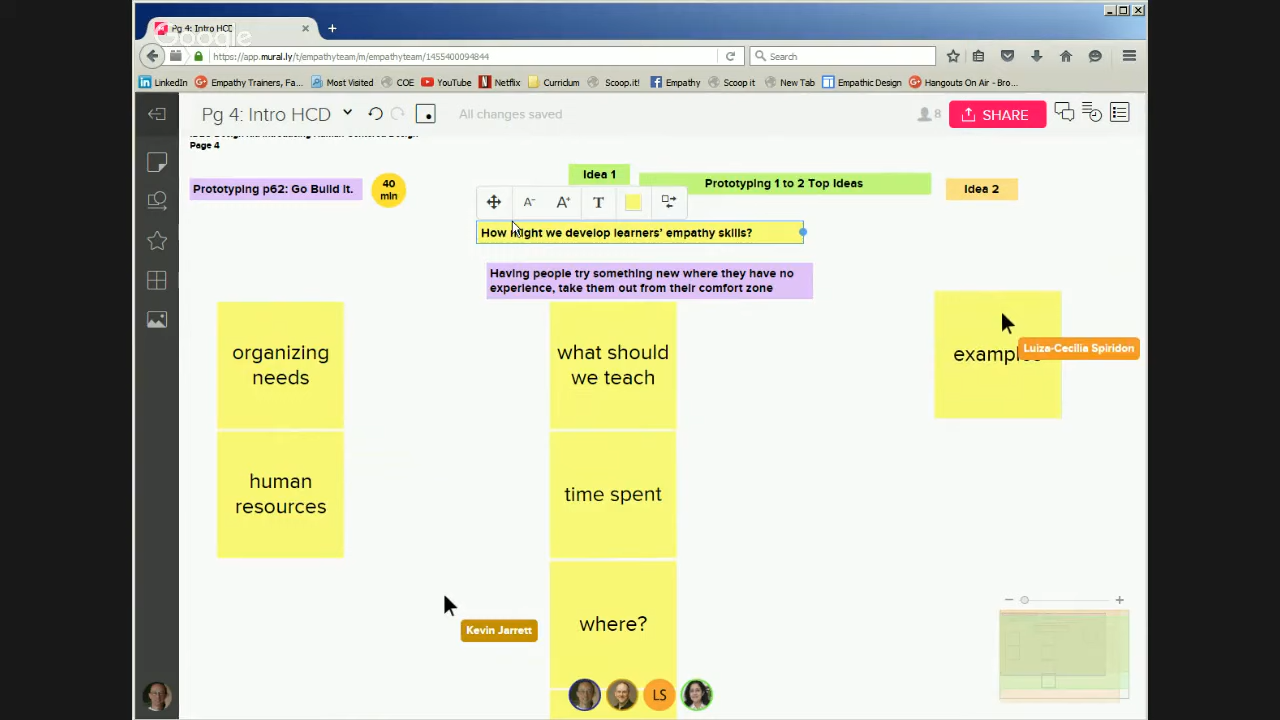 Pg 4: Intro HCD
Google
https://app.mural.ly/t/empathyteam/m/empathyteam/1455400094844
Search
LinkedIn
Empathy Trainers, Fa...
Most Visited
COE
YouTube
Netflix
Curridum
Scoop.it!
Empathy
Scoop it
New Tab
Empathic Design
Hangouts On Air - Bro...
Pg 4: Intro HCD
All changes saved
8
SHARE
Page 4
Prototyping p62: Go Build it.
40
min
Idea 1
Prototyping 1 to 2 Top Ideas
Idea 2
A-
A+
T
How might we develop learners' empathy skills?
Having people try something new where they have no
experience, take them out from their comfort zone
organizing
needs
what should
we teach
examples
Luiza-Cecilia Spiridon
human
resources
time spent
where?
Kevin Jarrett
LS